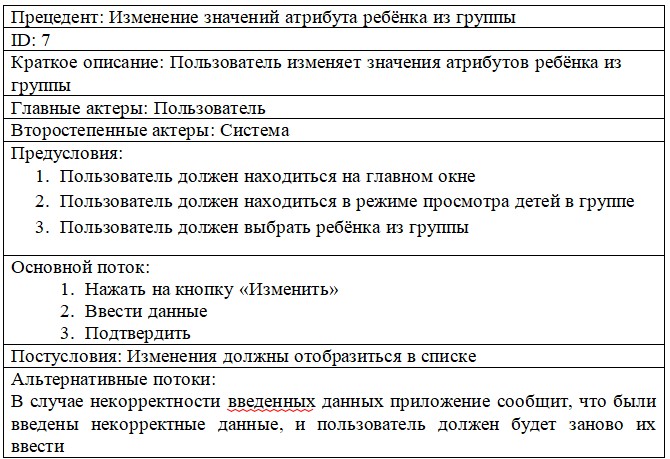 Прецедент: Изменение значений атрибута ребёнка из группы
ID: 7
Краткое описание: Пользователь изменяет значения атрибутов ребёнка из
группы
Главные актеры: Пользователь
Второстепенные актеры: Система
Предусловия:
1. Пользователь должен находиться на главном окне
2. Пользователь должен находиться в режиме просмотра детей в группе
3. Пользователь должен выбрать ребёнка из группы
Основной поток:
1. Нажать на кнопку «Изменить»
2. Ввести данные
3. Подтвердить
Постусловия: Изменения должны отобразиться в списке
Альтернативные потоки:
В случае некорректности введенных данных приложение сообщит, что были
введены некорректные данные, и пользователь должен будет заново их
ввести